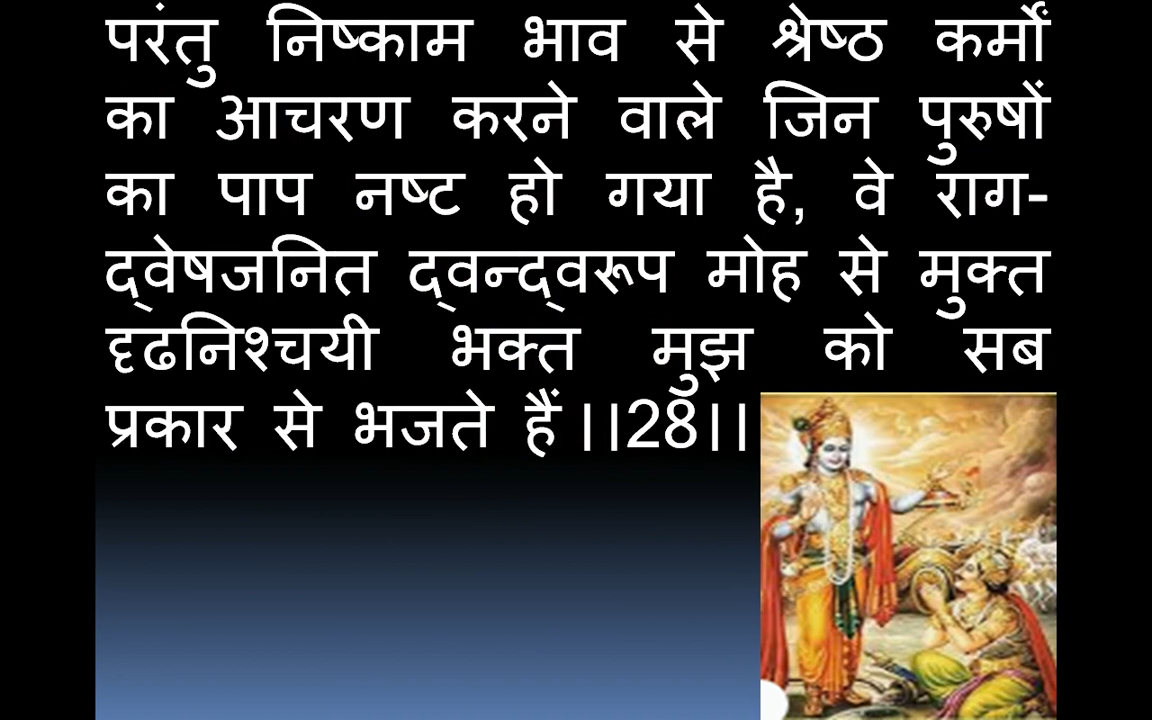 परंतु निष्काम भाव से श्रेष्ठ कर्मों
का आचरण करने वाले जिन पुरुषों
का पाप नष्ट हो गया है, वे राग-
द्वेषजनित द्वन्द्वरूप मोह से मुक्त
दृढनिश्चयी भक्त मुझ को सब
प्रकार से भजते हैं ।।28।।